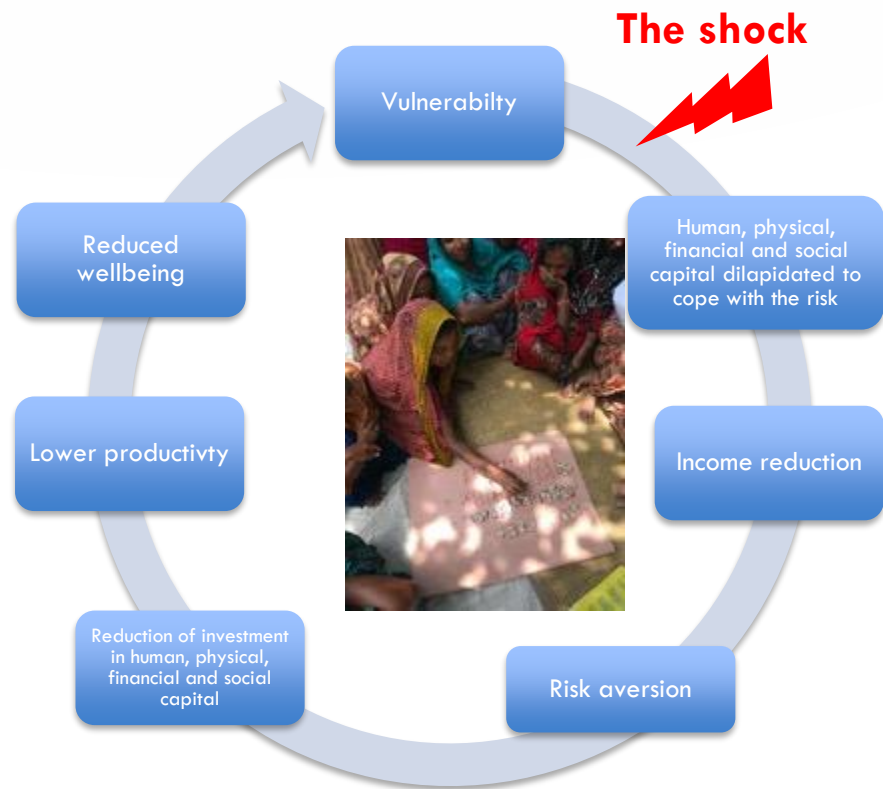 The shock
Vulnerabilty
Human, physical,
financial and social
capital dilapidated to
cope with the risk
Income reduction
Risk aversion
Reduction of investment
in human, physical,
financial and social
capital
Lower productivty
Reduced
wellbeing